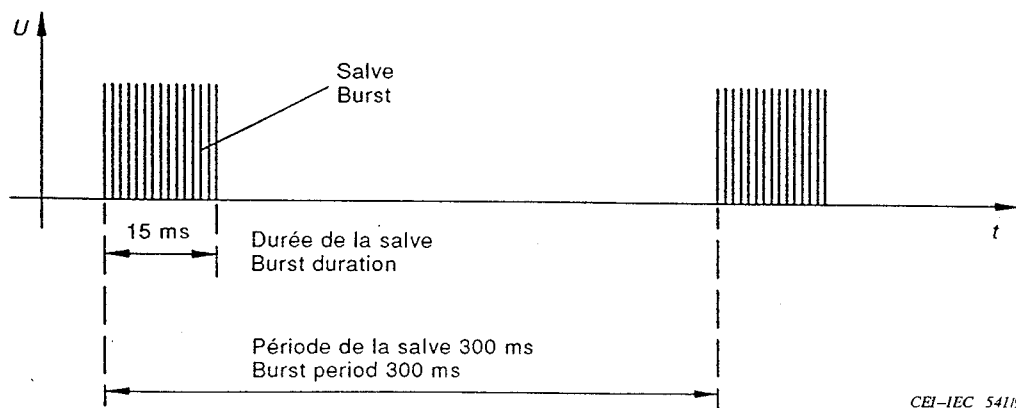 U
Salve
Burst
t
15 ms
Durée de la salve
Burst duration
Période de la salve 300 ms
Burst period 300 ms
CEI–IEC 541/